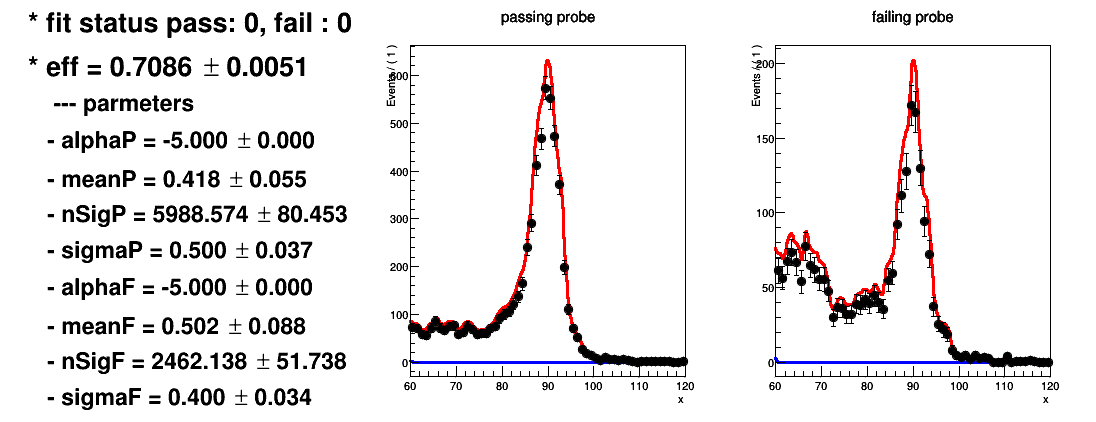 * fit status pass: 0, fail : 0
* eff = 0.7086 ± 0.0051
--- parmeters
- alphaP = -5.000 ± 0.000
- meanP = 0.418 ± 0.055
- nSigP = 5988.574 ± 80.453
- sigmaP = 0.500 ± 0.037
- alphaF = -5.000 ± 0.000
- meanF = 0.502 ± 0.088
- nSigF = 2462.138 ± 51.738
- sigmaF = 0.400 ± 0.034
passing probe
Events / ( 1 )
600
500
400
300
200
100
0
60 70 80 90 100 110 120
x
failing probe
Events / ( 1 )
200
150
100
50
0
60 70 80 90 100 110 120
x